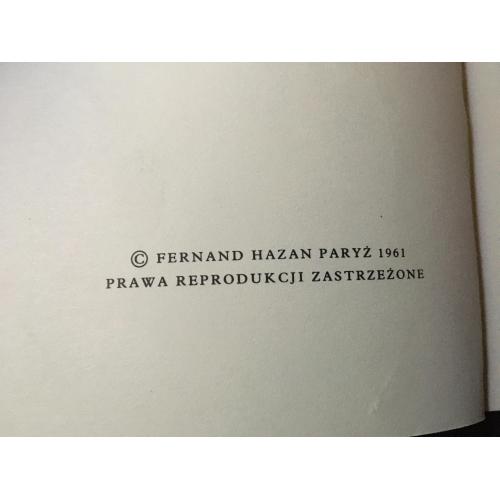 © FERNAND HAZAN PARYŻ 1961
PRAWA REPRODUKCJI ZASTRZEŻONE